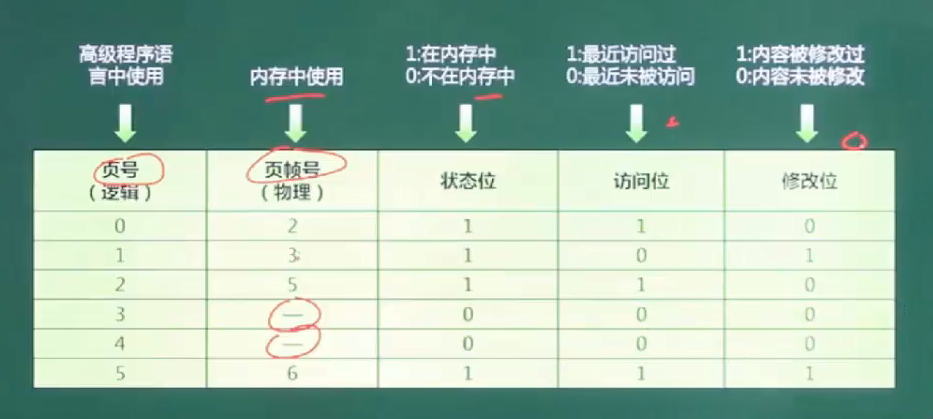 高级程序语
言中使用
内存中使用
1:在内存中
0:不在内存中
1:最近访问过
0:最近未被访问
1:内容被修改过
0:内容未被修改
页号
(逻辑)
页帧号
(物理)
状态位
访问位
修改位
0 2 1 1 0
1 3 1 0 1
2 5 1 1 0
3 — 0 0 0
4 — 0 0 0
5 6 1 1 1